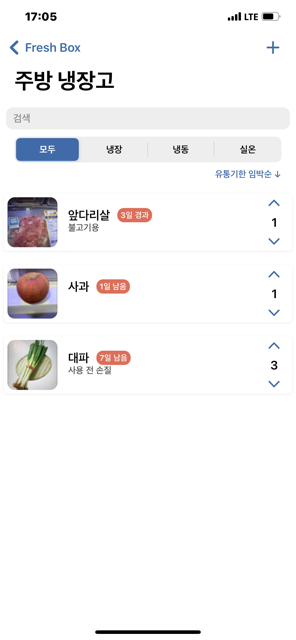 17:05
LTE
Fresh Box
주방 냉장고
검색
모두 냉장 냉동 실온
유통기한 임박순 ↓
앞다리살 3일 경과
불고기용
1
사과 1일 남음
1
대파 7일 남음
사용 전 손질
3